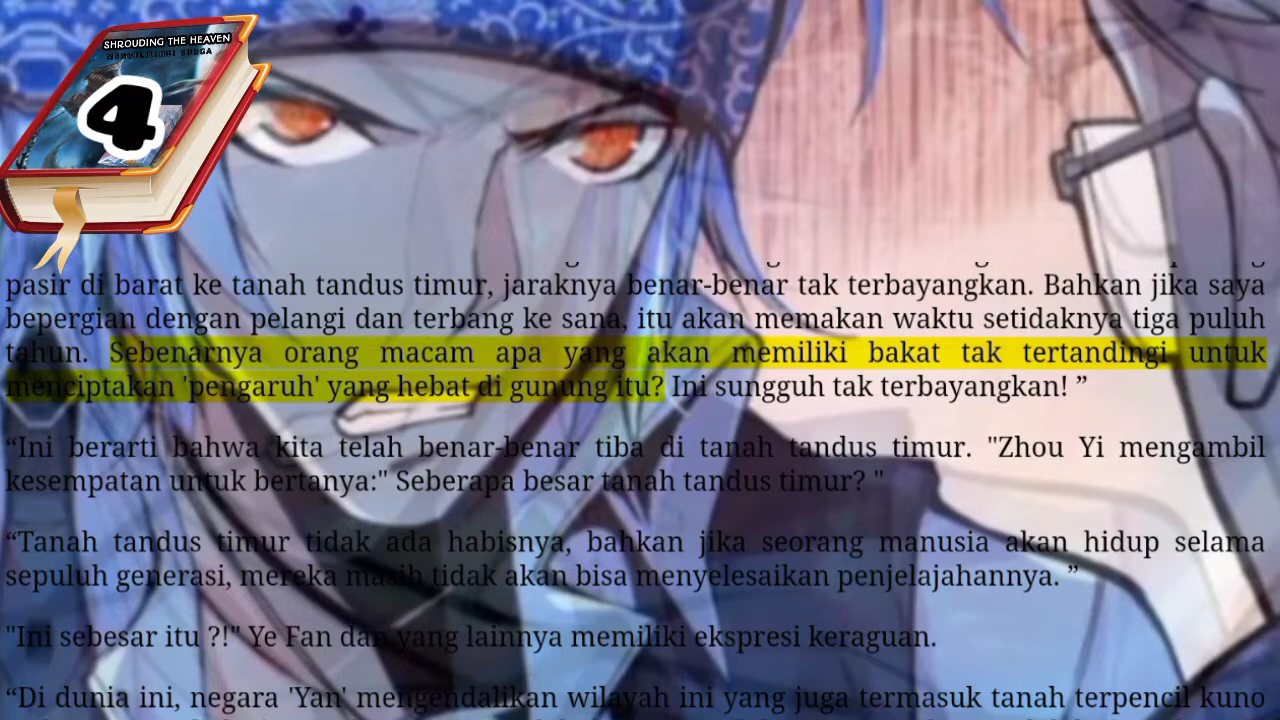 SHROUDING THE HEAVEN
4
pasir di barat ke tanah tandus timur, jaraknya benar-benar tak terbayangkan. Bahkan jika saya
bepergian dengan pelangi dan terbang ke sana, itu akan memakan waktu setidaknya tiga puluh
tahun. Sebenarnya orang macam apa yang akan memiliki bakat tak tertandingi untuk
menciptakan 'pengaruh' yang hebat di gunung itu? Ini sungguh tak terbayangkan! ”
“Ini berarti bahwa kita telah benar-benar tiba di tanah tandus timur. "Zhou Yi mengambil
kesempatan untuk bertanya:" Seberapa besar tanah tandus timur? "
“Tanah tandus timur tidak ada habisnya, bahkan jika seorang manusia akan hidup selama
sepuluh generasi, mereka masih tidak akan bisa menyelesaikan penjelajahannya. ”
"Ini sebesar itu ?!" Ye Fan dan yang lainnya memiliki ekspresi keraguan.
“Di dunia ini, negara 'Yan' mengendalikan wilayah ini yang juga termasuk tanah terpencil kuno